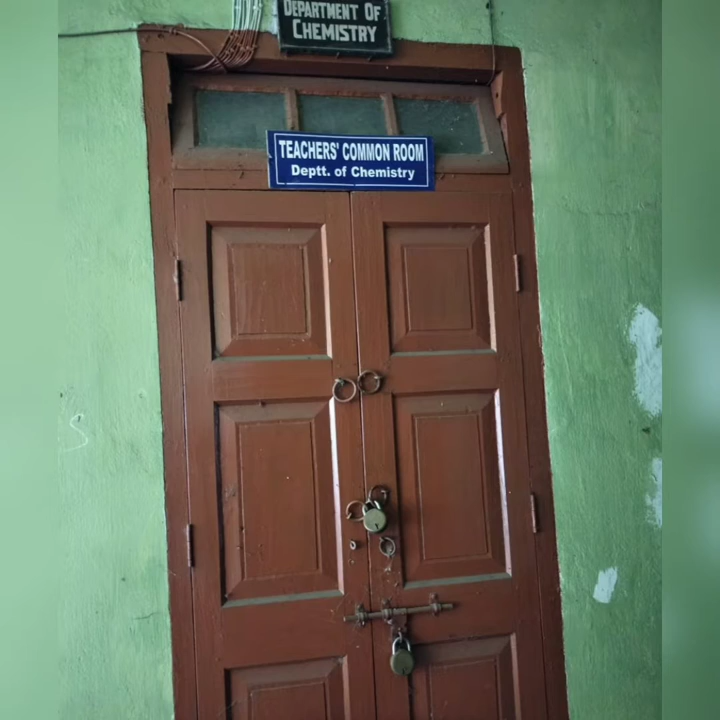 DEPARTMENT OF
CHEMISTRY
TEACHERS' COMMON ROOM
Deptt. of Chemistry